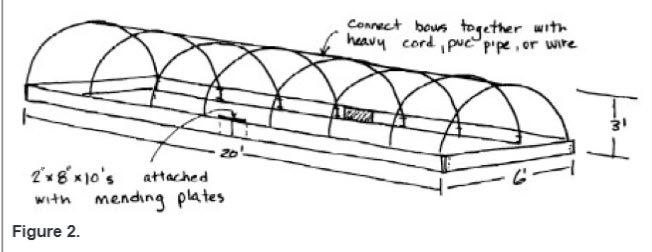 Connect bows together with
heavy cord, pvc pipe, or wire
3'
20'
6'
2"x8"x10's attached
with mending plates
Figure 2.